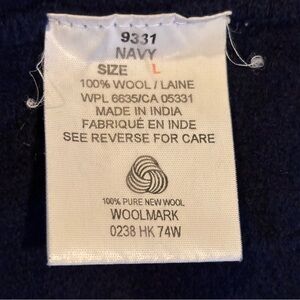 9331
NAVY
SIZE L
100% WOOL / LAINE
WPL 6635/CA 05331
MADE IN INDIA
FABRIQUÉ EN INDE
SEE REVERSE FOR CARE
100% PURE NEW WOOL
WOOLMARK
0238 HK 74W